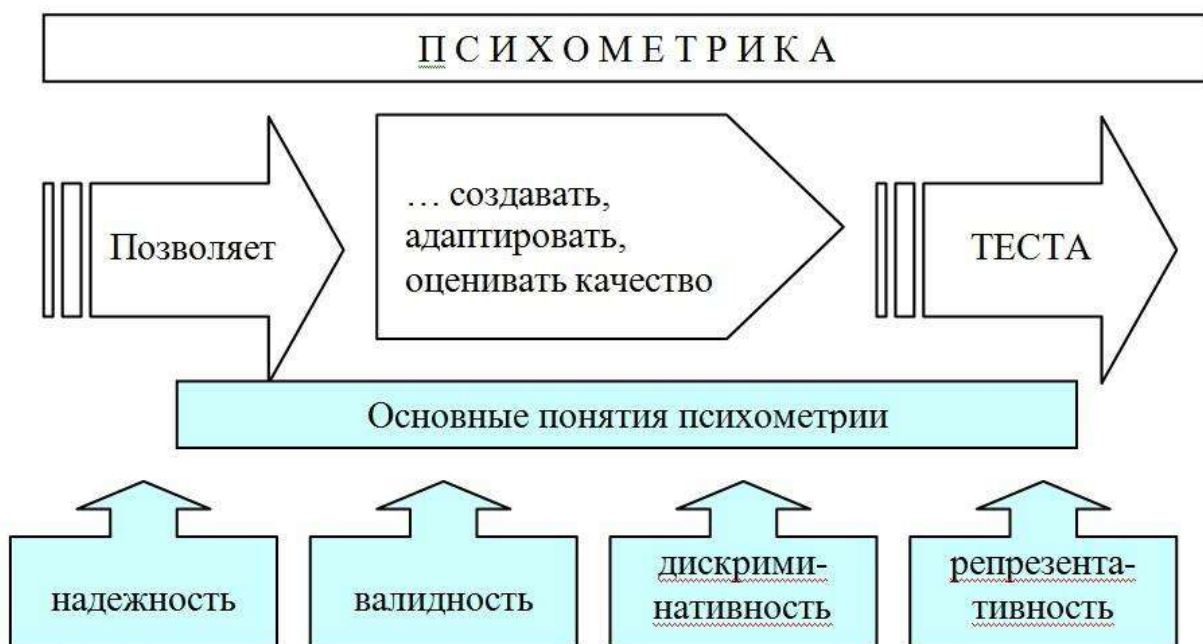 ПСИХОМЕТРИКА
Позволяет
... создавать,
адаптировать,
оценивать качество
ТЕСТА
Основные понятия психометрии
надежность
валидность
дискрими-
нативность
репрезента-
тивность